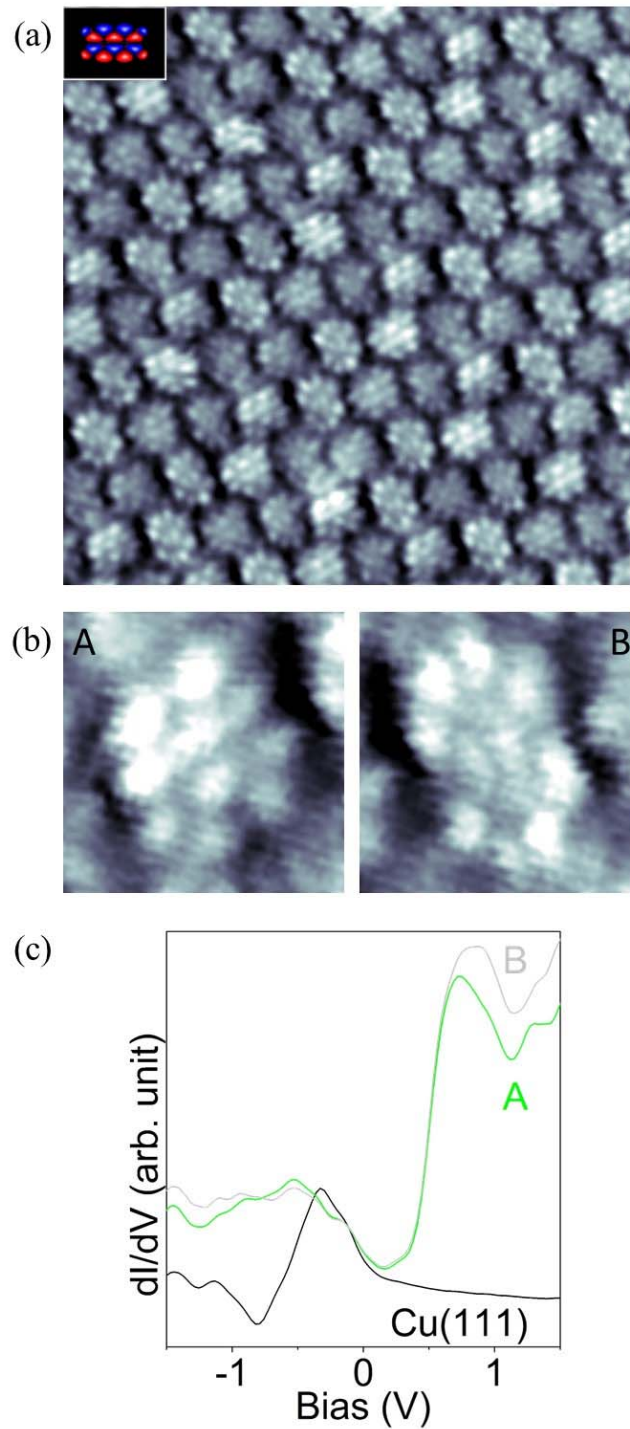 (a)
(b)
A
B
(c)
B
A
dI/dV (arb. unit)
Cu(111)
-1
0
1
Bias (V)